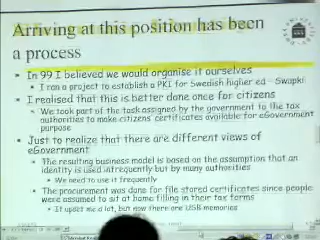 Arriving at this position has been
a process
In 99 I believed we would organise it ourselves
I ran a project to establish a PKI for Swedish higher ed - Swupki
I realised that this is better done once for citizens
We took part of the task assigned by the government to the tax
authorities to make citizens' certificates available for eGovernment
purpose
Just to realize that there are different views of
eGovernment
The resulting business model is based on the assumption that an
identity is used infrequently but by many authorities
We need to use it frequently
The procurement was done for file stored certificates since people
were assumed to sit at home filling in their tax forms
It upset me a lot, but now there are USB memories